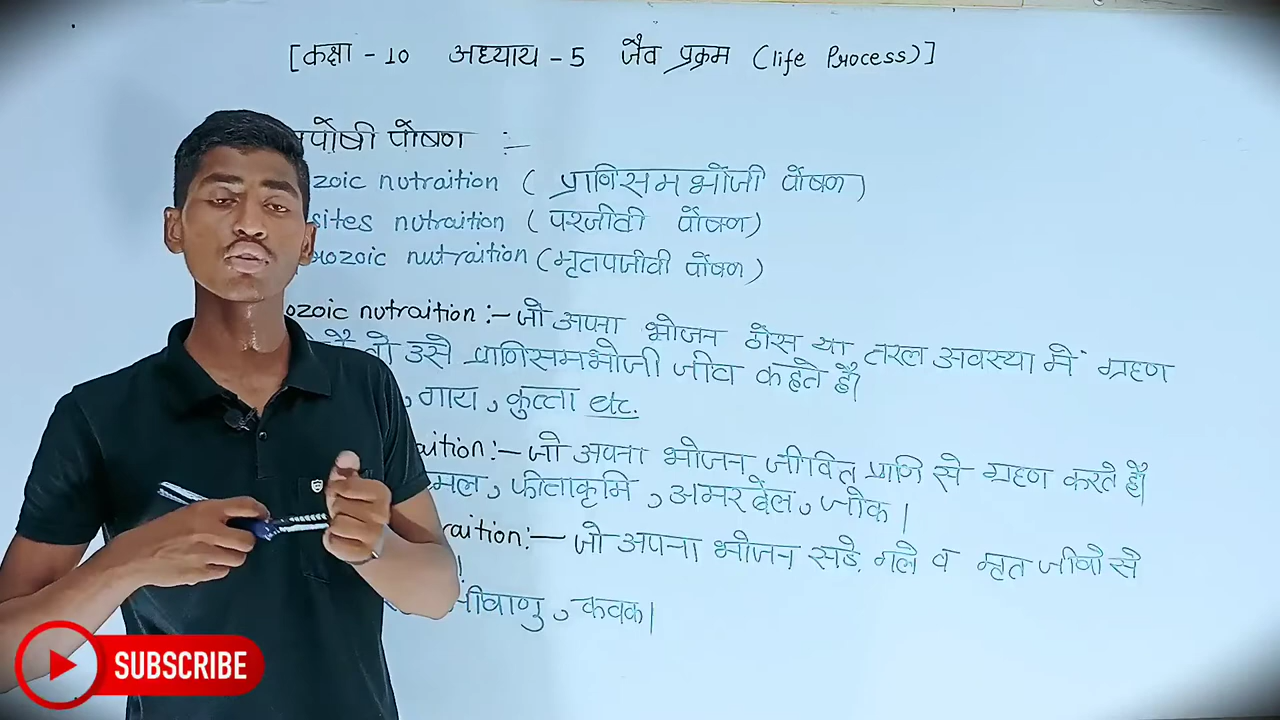 [कक्षा - 10 अध्याय - 5 जैव प्रक्रम (life Process)]
पोषी पोषण :-
zoic nutraition ( प्राणिसमभोजी पोषण)
sites nutraition (परजीवी पोषण)
ozoic nutraition (मृतपजीवी पोषण)
ozoic nutraition :- जो अपना भोजन ठोस या तरल अवस्था में ग्रहण
है तो उसे प्राणिसमभोजी जीव कहते है।
, गाय, कुत्ता etc.
aition :- जो अपना भोजन जीवित प्राणि से ग्रहण करते है।
मल, फीताकृमि, अमरबेल, जोक।
raition :- जो अपना भोजन सडे. गले व मृत जीवो से
जीवाणु, कवक।
SUBSCRIBE